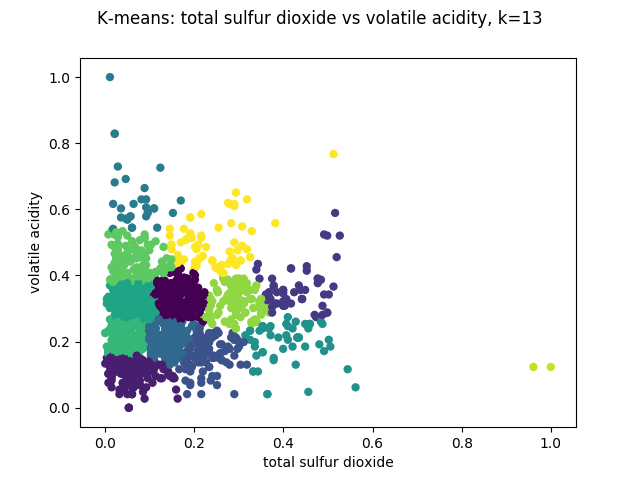 K-means: total sulfur dioxide vs volatile acidity, k=13
1.0
0.8
0.6
0.4
0.2
0.0
volatile acidity
0.0 0.2 0.4 0.6 0.8 1.0
total sulfur dioxide